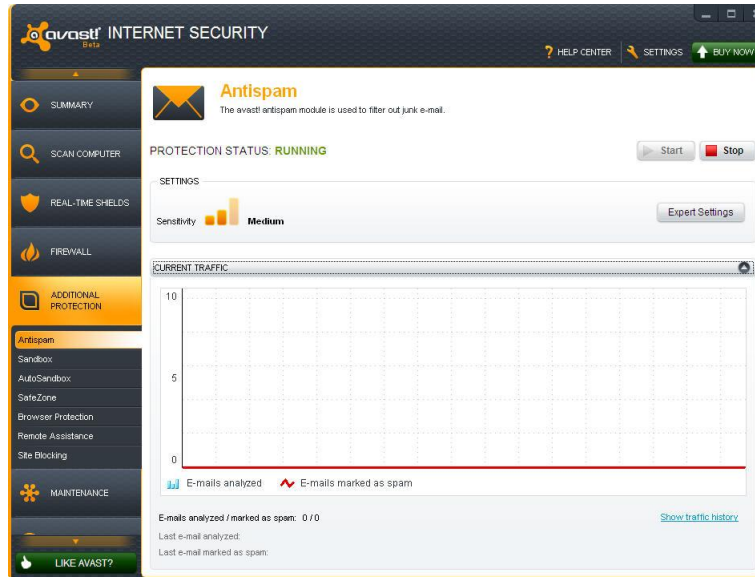 avast! INTERNET SECURITY
Beta
HELP CENTER
SETTINGS
BUY NOW
SUMMARY
SCAN COMPUTER
REAL-TIME SHIELDS
FIREWALL
ADDITIONAL
PROTECTION
Antispam
Sandbox
AutoSandbox
SafeZone
Browser Protection
Remote Assistance
Site Blocking
MAINTENANCE
LIKE AVAST?
Antispam
The avast! antispam module is used to filter out junk e-mail.
PROTECTION STATUS: RUNNING
Start
Stop
SETTINGS
Sensitivity Medium
Expert Settings
CURRENT TRAFFIC
10
5
0
E-mails analyzed E-mails marked as spam
E-mails analyzed / marked as spam: 0 / 0
Show traffic history
Last e-mail analyzed:
Last e-mail marked as spam: